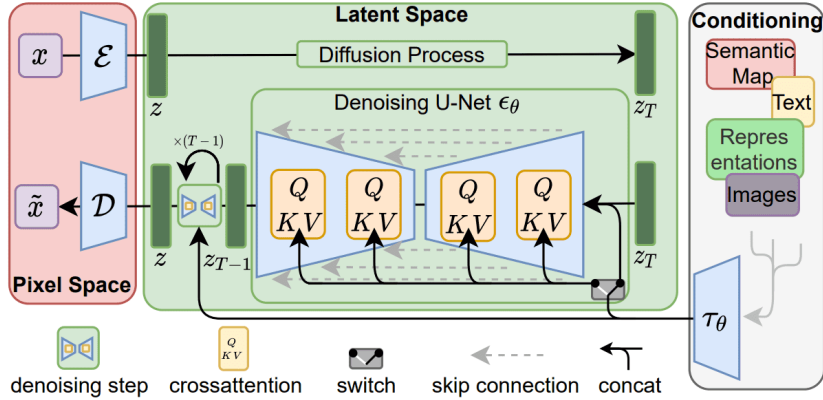 Latent Space
Conditioning
x
ℰ
Diffusion Process
Semantic
Map
z
z_T
Text
Denoising U-Net ϵ_θ
×(T−1)
Repres
entations
Images
Q
KV
Q
KV
Q
KV
Q
KV
x̃
𝒟
z
z_{T−1}
z_T
Pixel Space
τ_θ
Q
KV
denoising step
crossattention
switch
skip connection
concat